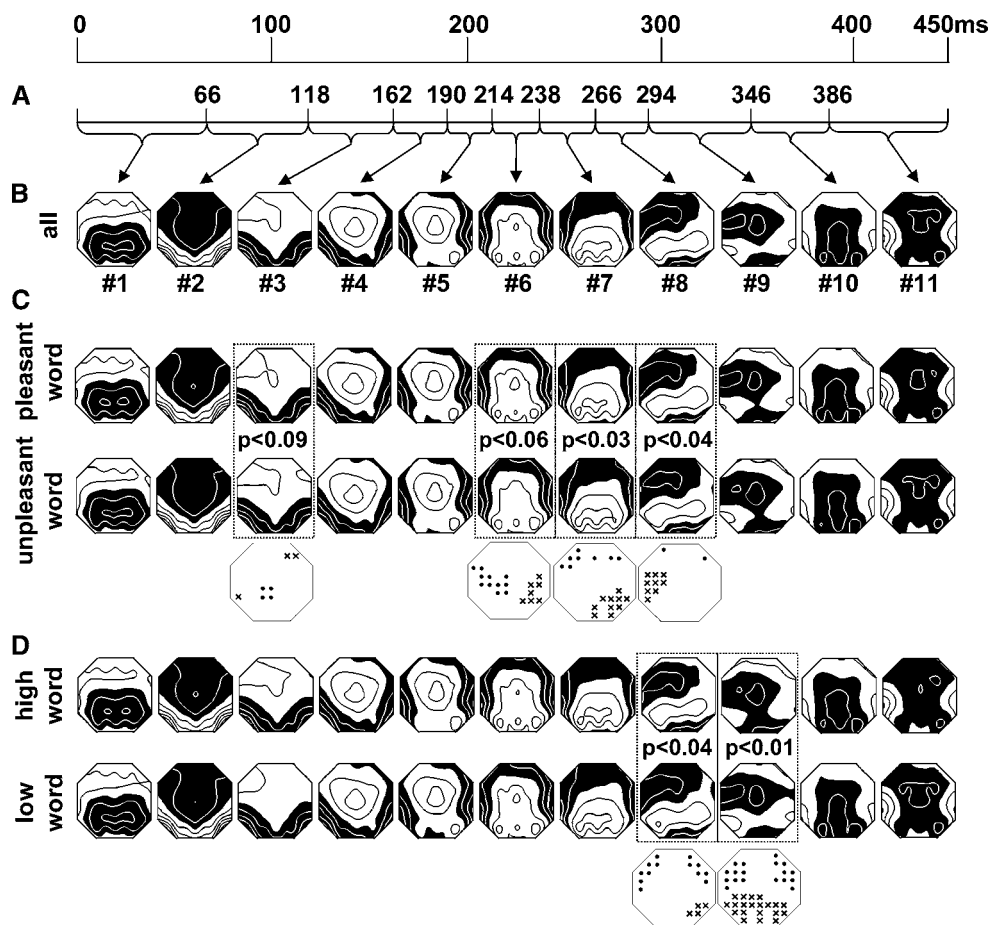 0 100 200 300 400 450ms
A 66 118 162 190 214 238 266 294 346 386
B all
#1 #2 #3 #4 #5 #6 #7 #8 #9 #10 #11
C pleasant word
p<0.09 p<0.06 p<0.03 p<0.04
unpleasant word
D high word
p<0.04 p<0.01
low word